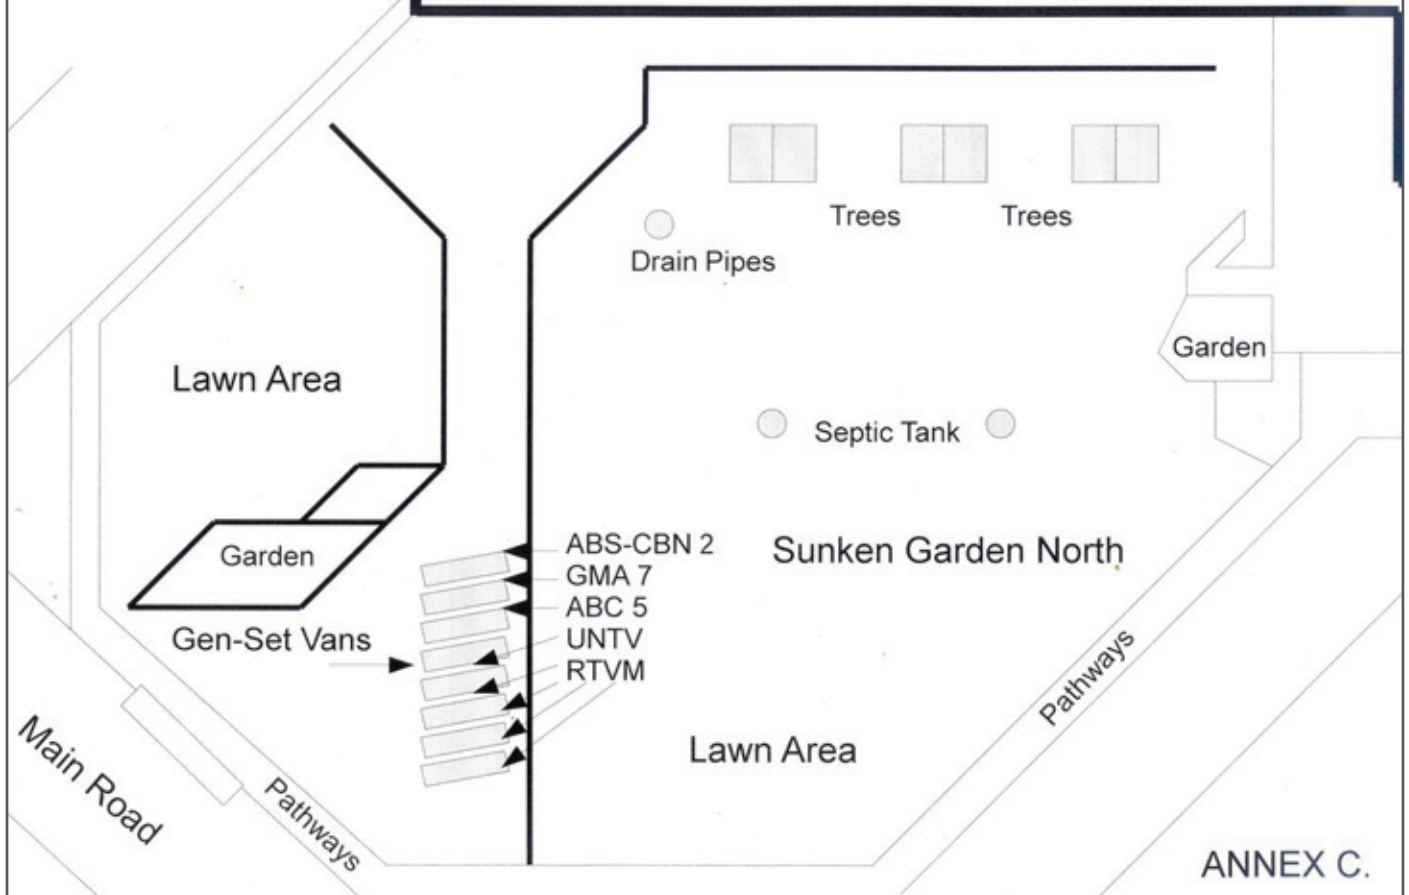 Trees
Trees
Drain Pipes
Garden
Lawn Area
Septic Tank
ABS-CBN 2
Sunken Garden North
Garden
GMA 7
ABC 5
Gen-Set Vans
UNTV
RTVM
Pathways
Main Road
Lawn Area
Pathways
ANNEX C.